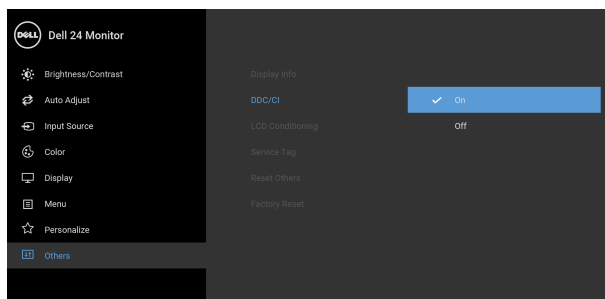 DELL Dell 24 Monitor
Brightness/Contrast
Auto Adjust
Input Source
Color
Display
Menu
Personalize
Others
Display Info
DDC/CI
LCD Conditioning
Service Tag
Reset Others
Factory Reset
On
Off